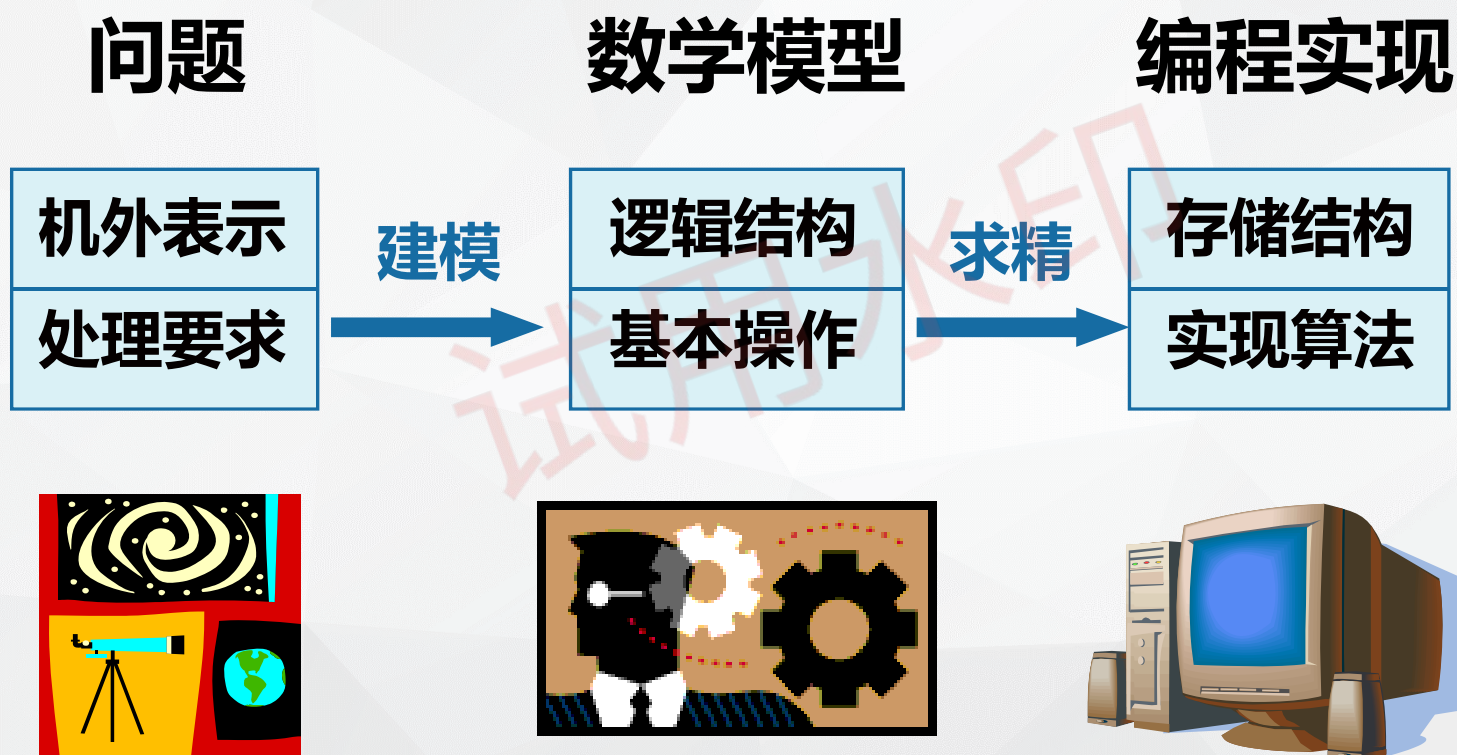 问题
数学模型
编程实现
机外表示
处理要求
建模
逻辑结构
基本操作
求精
存储结构
实现算法
试用水印